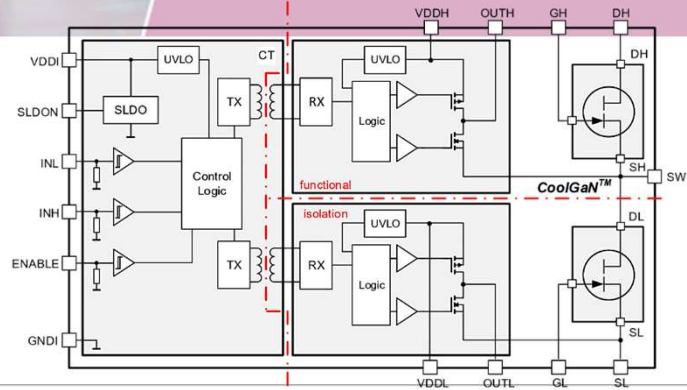 VDDH OUTH GH DH
VDDI UVLO CT UVLO DH
SLDON SLDO TX RX Logic
INL Control Logic SH SW
functional CoolGaN™
INH isolation
UVLO DL
ENABLE TX RX Logic
SL
GNDI
VDDL OUTL GL SL